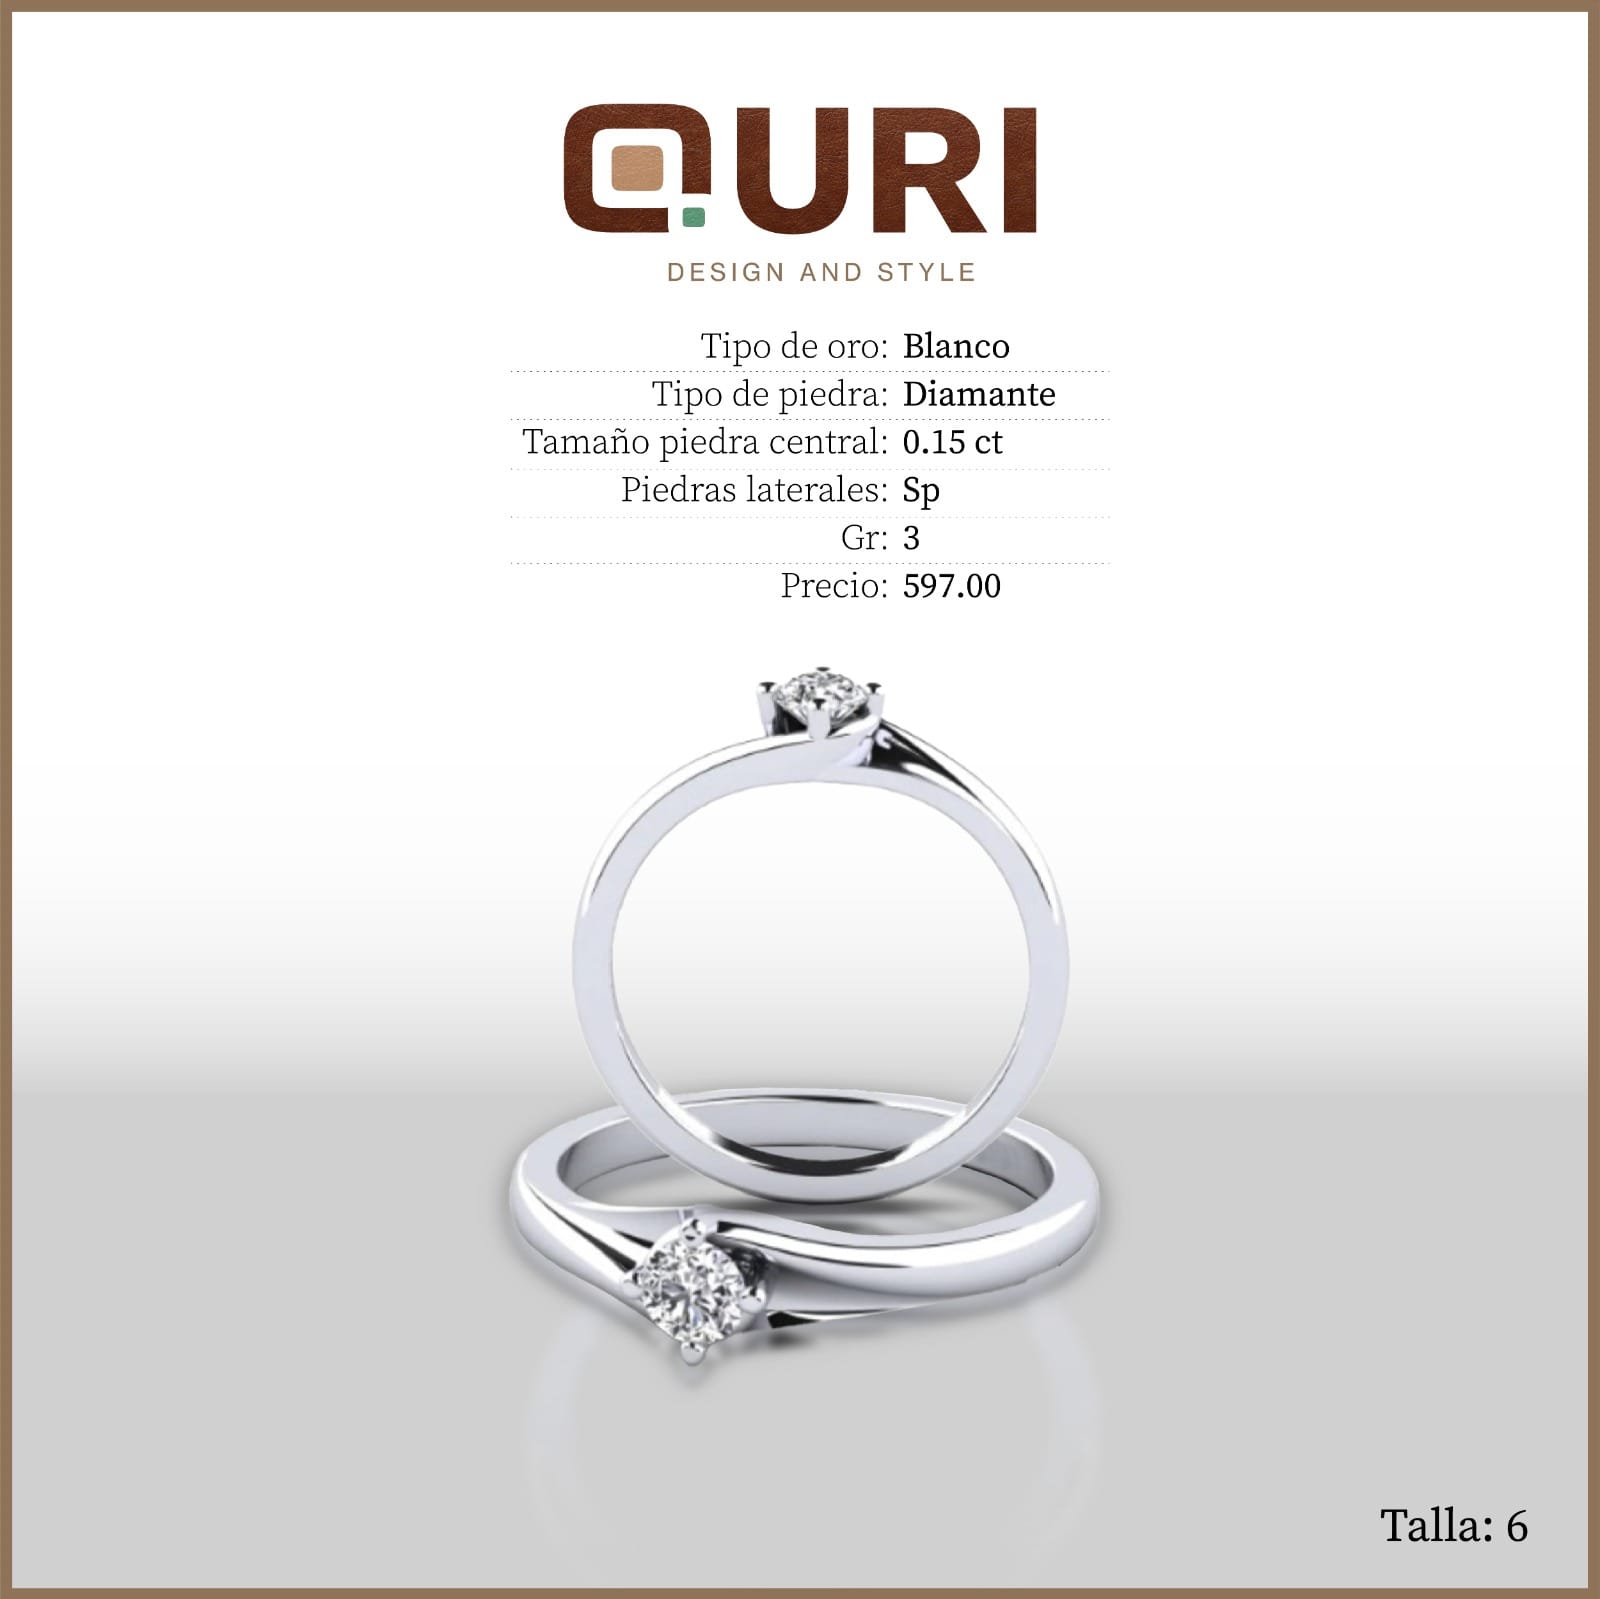 QURI
DESIGN AND STYLE
Tipo de oro: Blanco
Tipo de piedra: Diamante
Tamaño piedra central: 0.15 ct
Piedras laterales: Sp
Gr: 3
Precio: 597.00
Talla: 6